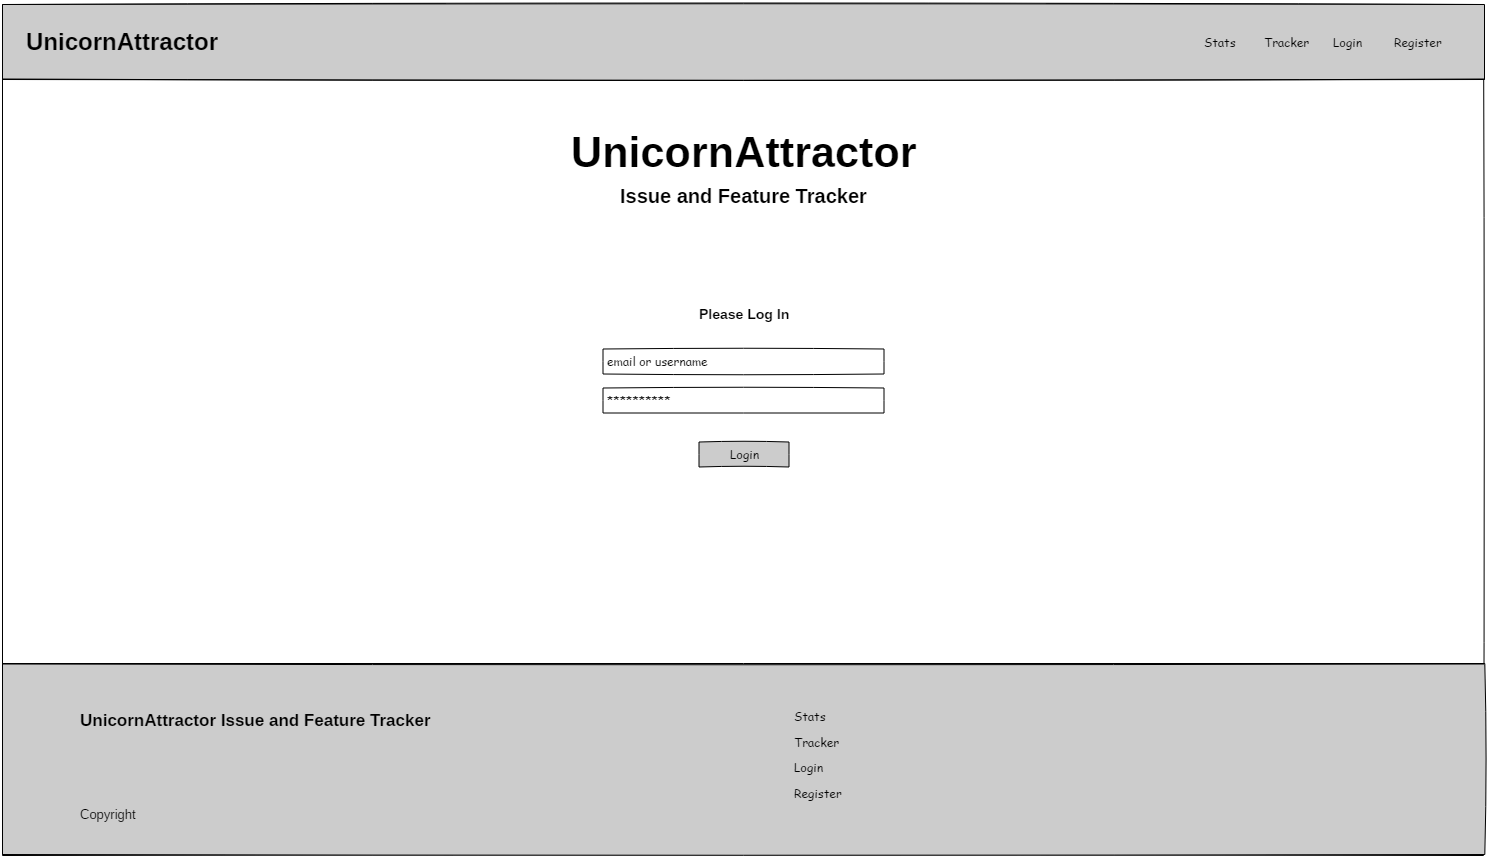 UnicornAttractor
Stats Tracker Login Register
UnicornAttractor
Issue and Feature Tracker
Please Log In
email or username
**********
Login
UnicornAttractor Issue and Feature Tracker
Copyright
Stats
Tracker
Login
Register